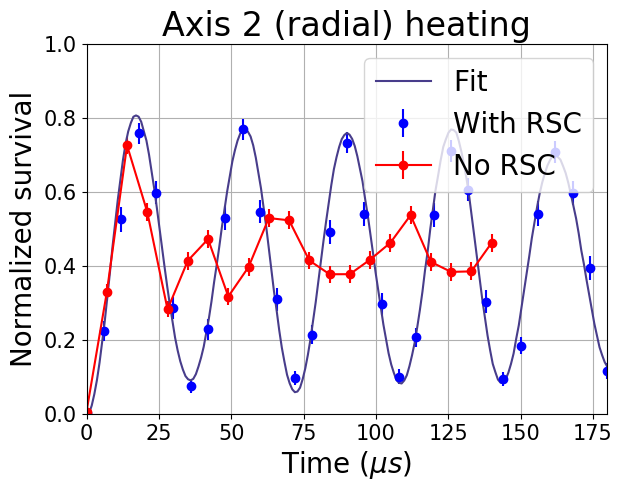 Axis 2 (radial) heating
Normalized survival
1.0
0.8
0.6
0.4
0.2
0.0
Fit
With RSC
No RSC
0 25 50 75 100 125 150 175
Time (μs)